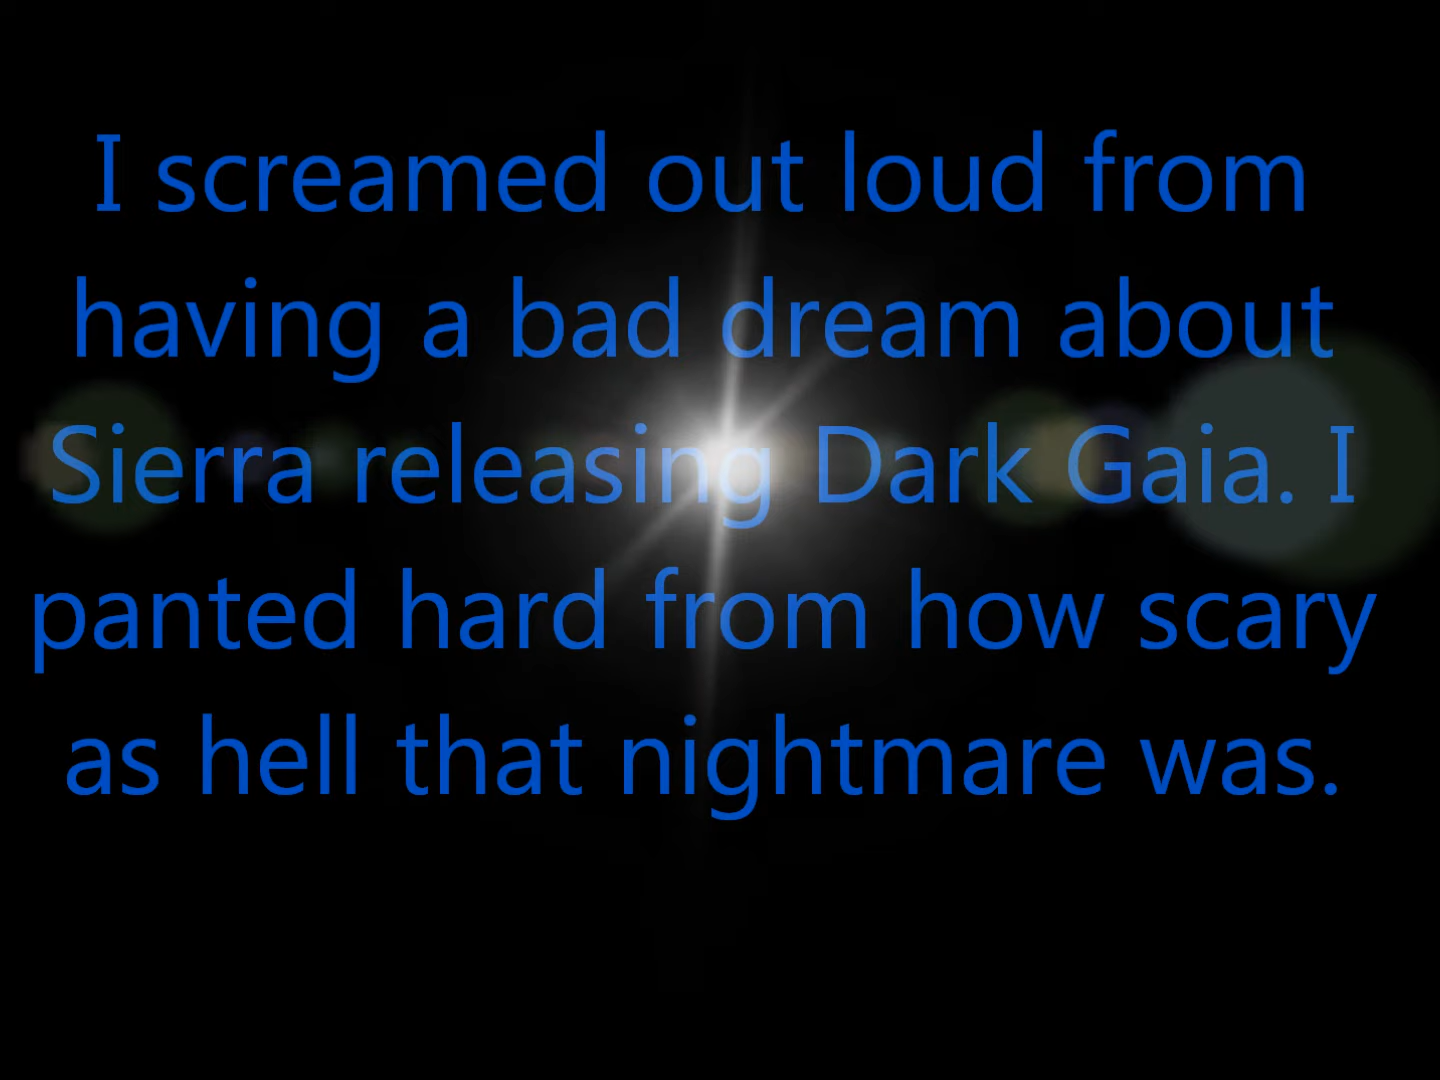 I screamed out loud from
having a bad dream about
Sierra releasing Dark Gaia. I
panted hard from how scary
as hell that nightmare was.